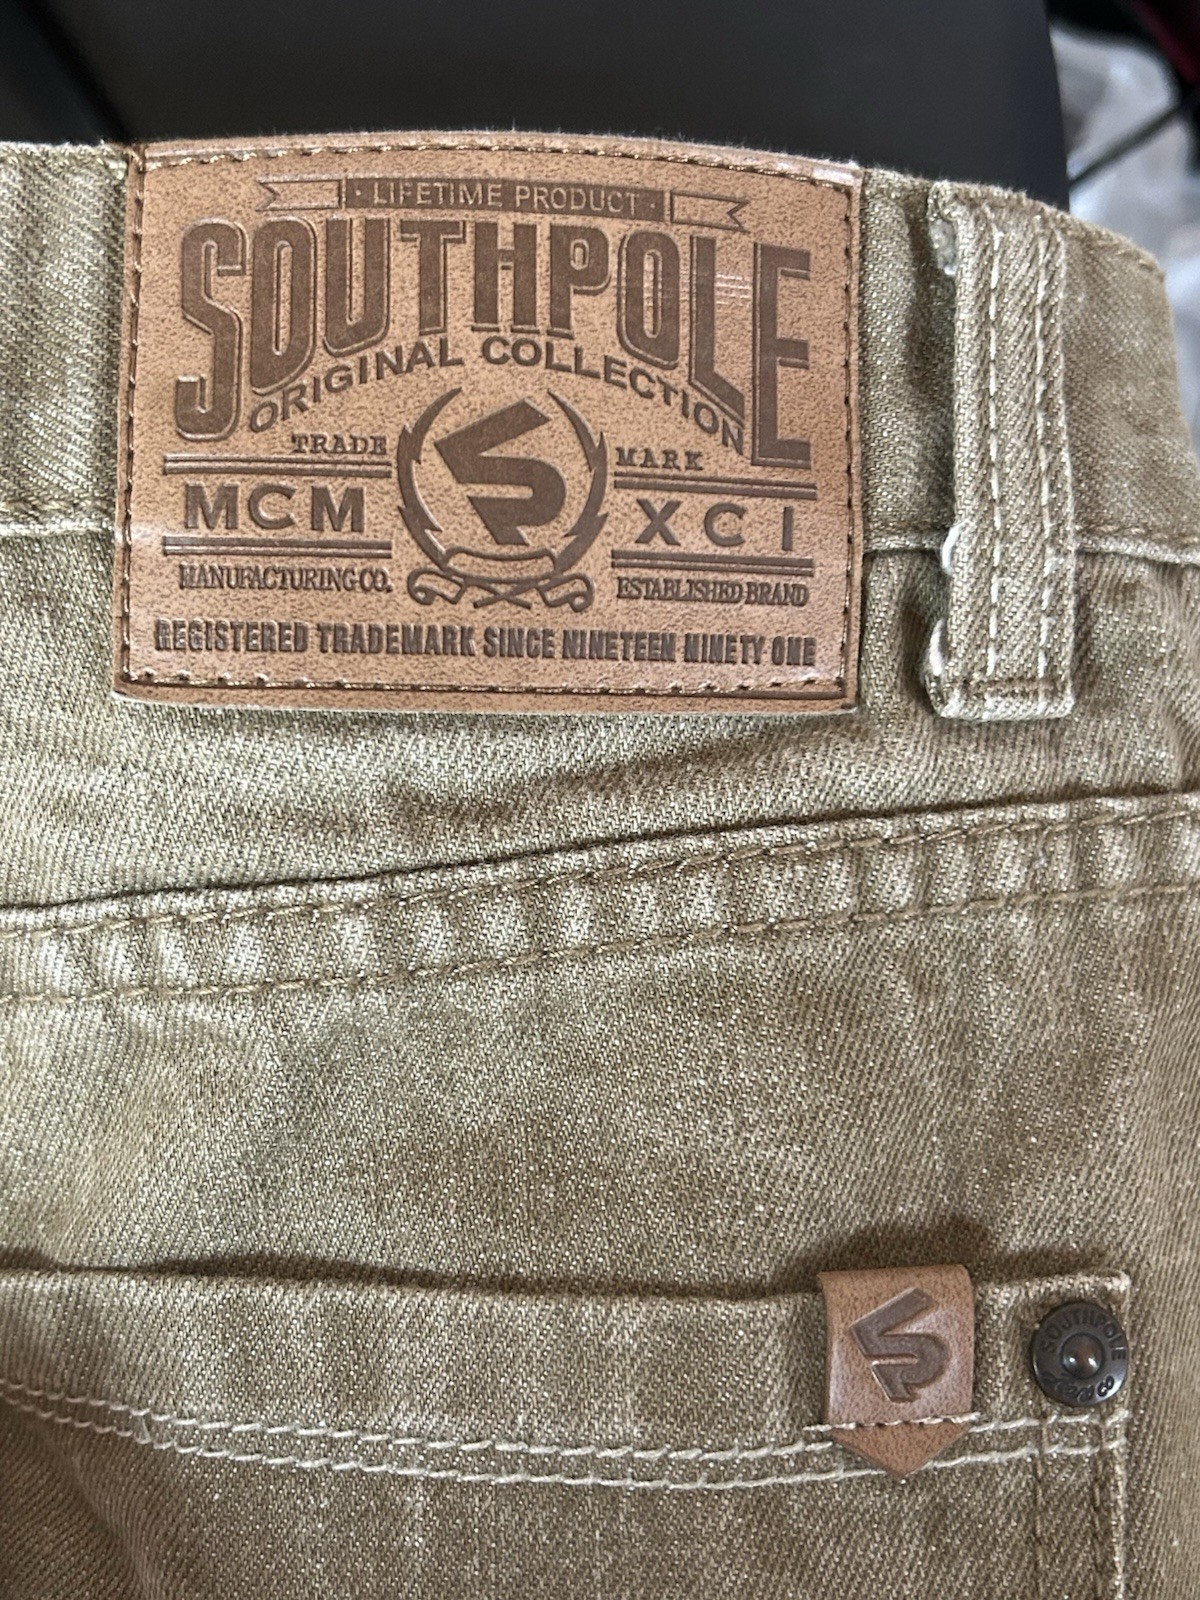 · LIFETIME PRODUCT ·
SOUTHPOLE
ORIGINAL COLLECTION
TRADE MARK
MCM XCI
MANUFACTURING CO. ESTABLISHED BRAND
REGISTERED TRADEMARK SINCE NINETEEN NINETY ONE
SP
SOUTHPOLE